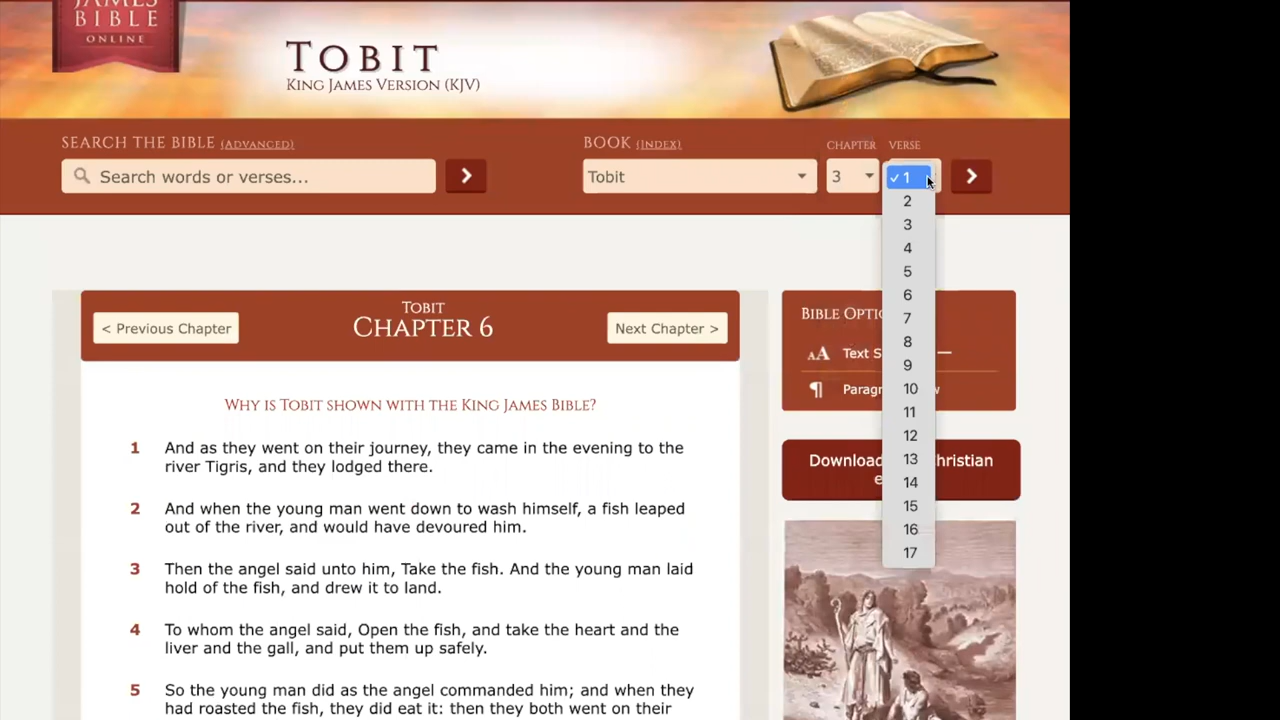 JAMES
BIBLE
ONLINE
TOBIT
KING JAMES VERSION (KJV)
SEARCH THE BIBLE (ADVANCED)
Search words or verses...
BOOK (INDEX)
Tobit
CHAPTER
3
VERSE
✓ 1
2
3
4
5
6
7
8
9
10
11
12
13
14
15
16
17
TOBIT
< Previous Chapter
CHAPTER 6
Next Chapter >
WHY IS TOBIT SHOWN WITH THE KING JAMES BIBLE?
1 And as they went on their journey, they came in the evening to the
river Tigris, and they lodged there.
2 And when the young man went down to wash himself, a fish leaped
out of the river, and would have devoured him.
3 Then the angel said unto him, Take the fish. And the young man laid
hold of the fish, and drew it to land.
4 To whom the angel said, Open the fish, and take the heart and the
liver and the gall, and put them up safely.
5 So the young man did as the angel commanded him; and when they
had roasted the fish, they did eat it: then they both went on their
BIBLE
AA Text
¶
Download